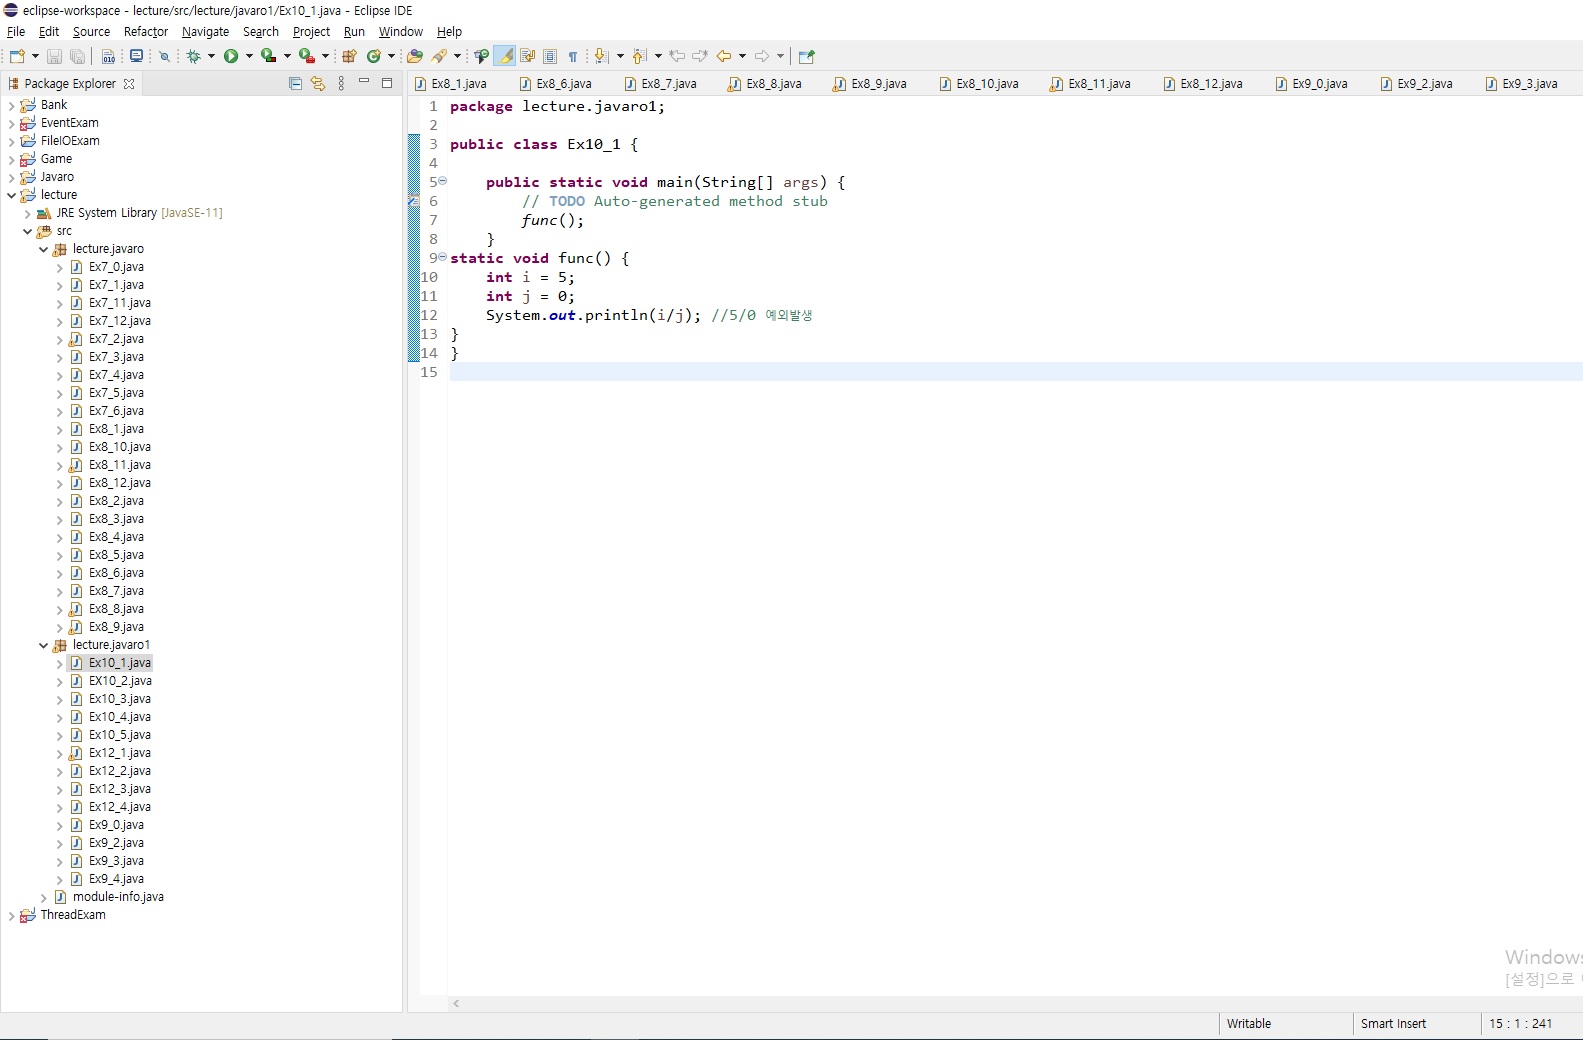 eclipse-workspace - lecture/src/lecture/javaro1/Ex10_1.java - Eclipse IDE
File Edit Source Refactor Navigate Search Project Run Window Help
Package Explorer
Bank
EventExam
FileIOExam
Game
Javaro
lecture
JRE System Library [JavaSE-11]
src
lecture.javaro
Ex7_0.java
Ex7_1.java
Ex7_11.java
Ex7_12.java
Ex7_2.java
Ex7_3.java
Ex7_4.java
Ex7_5.java
Ex7_6.java
Ex8_1.java
Ex8_10.java
Ex8_11.java
Ex8_12.java
Ex8_2.java
Ex8_3.java
Ex8_4.java
Ex8_5.java
Ex8_6.java
Ex8_7.java
Ex8_8.java
Ex8_9.java
lecture.javaro1
Ex10_1.java
EX10_2.java
Ex10_3.java
Ex10_4.java
Ex10_5.java
Ex12_1.java
Ex12_2.java
Ex12_3.java
Ex12_4.java
Ex9_0.java
Ex9_2.java
Ex9_3.java
Ex9_4.java
module-info.java
ThreadExam
Ex8_1.java Ex8_6.java Ex8_7.java Ex8_8.java Ex8_9.java Ex8_10.java Ex8_11.java Ex8_12.java Ex9_0.java Ex9_2.java Ex9_3.java
1 package lecture.javaro1;
2
3 public class Ex10_1 {
4
5 public static void main(String[] args) {
6 // TODO Auto-generated method stub
7 func();
8 }
9 static void func() {
10 int i = 5;
11 int j = 0;
12 System.out.println(i/j); //5/0 예외발생
13 }
14 }
15
Windows
[설정]으로
Writable Smart Insert 15 : 1 : 241